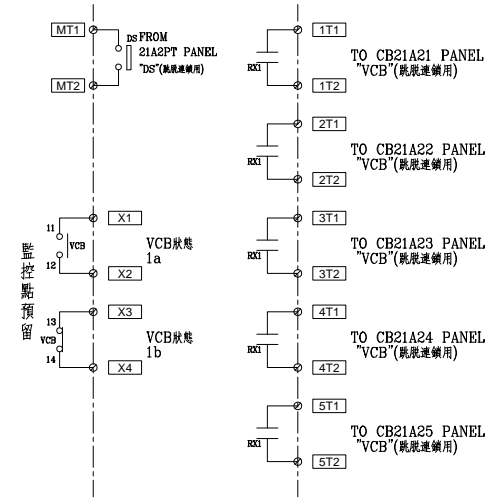 MT1
DS FROM
21A2PT PANEL
"DS"(跳脫連鎖用)
MT2
監控點預留
11
VCB
12
X1
VCB狀態
1a
X2
13
VCB
14
X3
VCB狀態
1b
X4
RX1
1T1
TO CB21A21 PANEL
"VCB"(跳脫連鎖用)
1T2
RX1
2T1
TO CB21A22 PANEL
"VCB"(跳脫連鎖用)
2T2
RX1
3T1
TO CB21A23 PANEL
"VCB"(跳脫連鎖用)
3T2
RX1
4T1
TO CB21A24 PANEL
"VCB"(跳脫連鎖用)
4T2
RX1
5T1
TO CB21A25 PANEL
"VCB"(跳脫連鎖用)
5T2